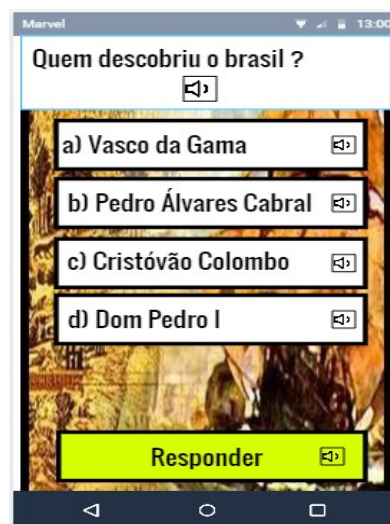 Marvel 13:00
Quem descobriu o brasil ?
a) Vasco da Gama
b) Pedro Álvares Cabral
c) Cristóvão Colombo
d) Dom Pedro I
Responder